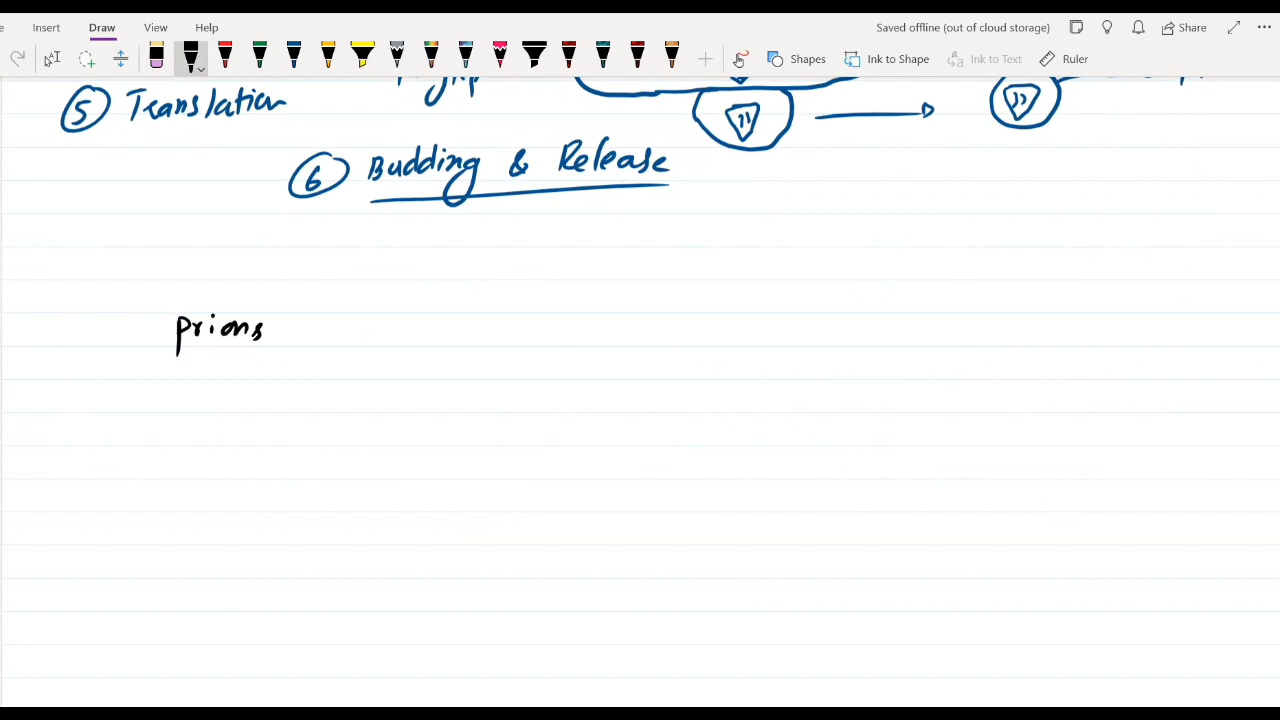 Insert Draw View Help Saved offline (out of cloud storage) Share
Shapes Ink to Shape Ink to Text Ruler
5 Translation
6 Budding & Release
prions